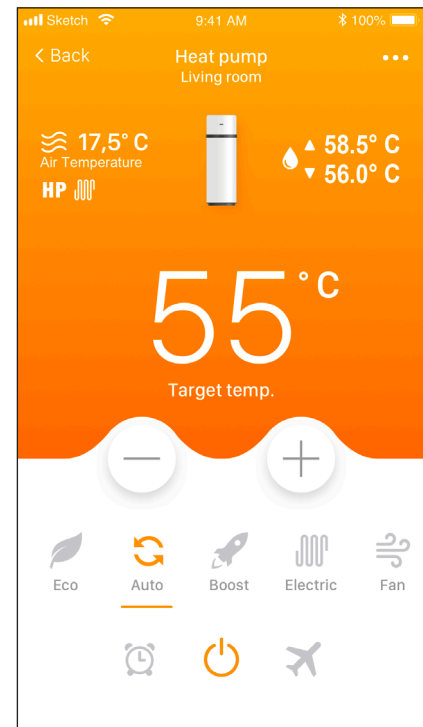 Sketch 9:41 AM 100%
< Back Heat pump
Living room
17,5° C
Air Temperature
HP
▲ 58.5° C
▼ 56.0° C
55°C
Target temp.
Eco Auto Boost Electric Fan